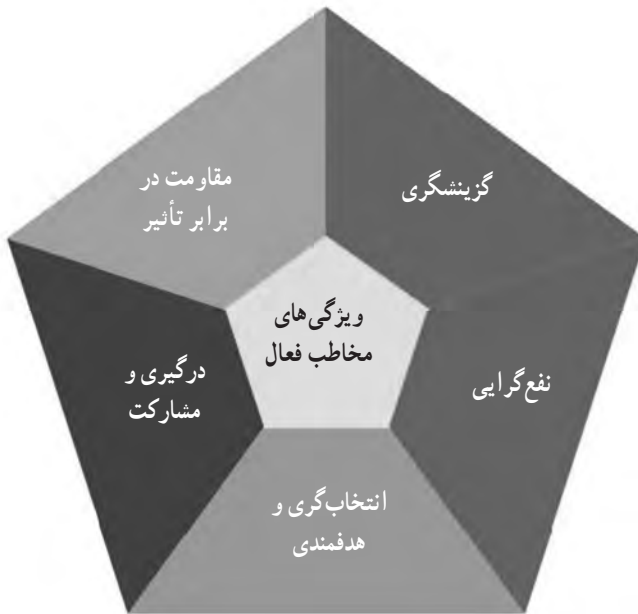 ویژگی‌های
مخاطب فعال
گزینشگری
نفع‌گرایی
انتخاب‌گری و
هدفمندی
درگیری و
مشارکت
مقاومت در
برابر تأثیر